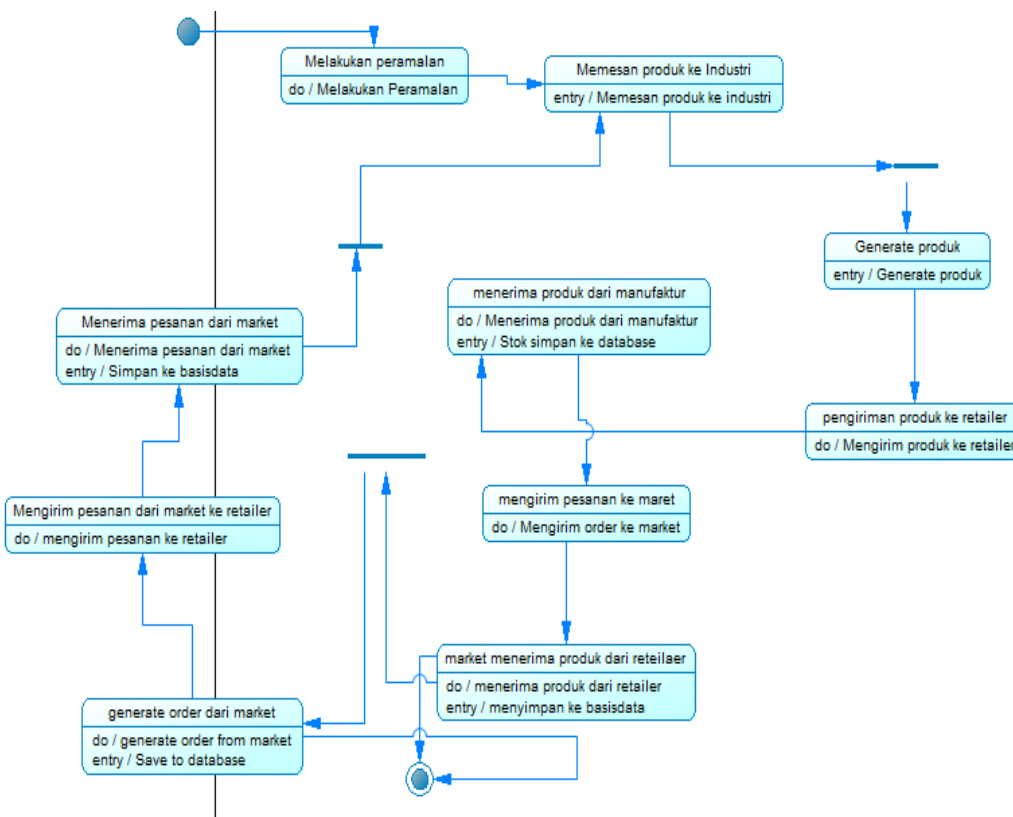 Melakukan peramalan
do / Melakukan Peramalan
Memesan produk ke Industri
entry / Memesan produk ke industri
Generate produk
entry / Generate produk
menerima produk dari manufaktur
do / Menerima produk dari manufaktur
entry / Stok simpan ke database
Menerima pesanan dari market
do / Menerima pesanan dari market
entry / Simpan ke basisdata
pengiriman produk ke retailer
do / Mengirim produk ke retailer
mengirim pesanan ke maret
do / Mengirim order ke market
Mengirim pesanan dari market ke retailer
do / mengirim pesanan ke retailer
market menerima produk dari reteilaer
do / menerima produk dari retailer
entry / menyimpan ke basisdata
generate order dari market
do / generate order from market
entry / Save to database